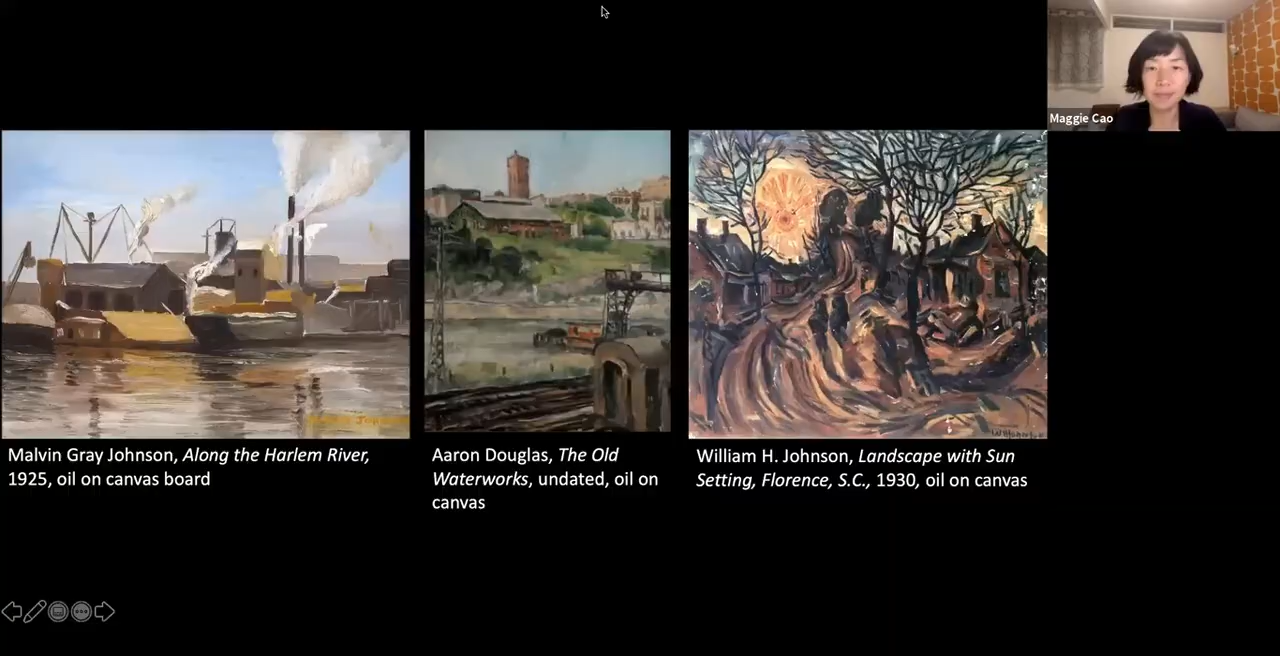 Maggie Cao
Malvin Gray Johnson, Along the Harlem River,
1925, oil on canvas board
Aaron Douglas, The Old
Waterworks, undated, oil on
canvas
William H. Johnson, Landscape with Sun
Setting, Florence, S.C., 1930, oil on canvas